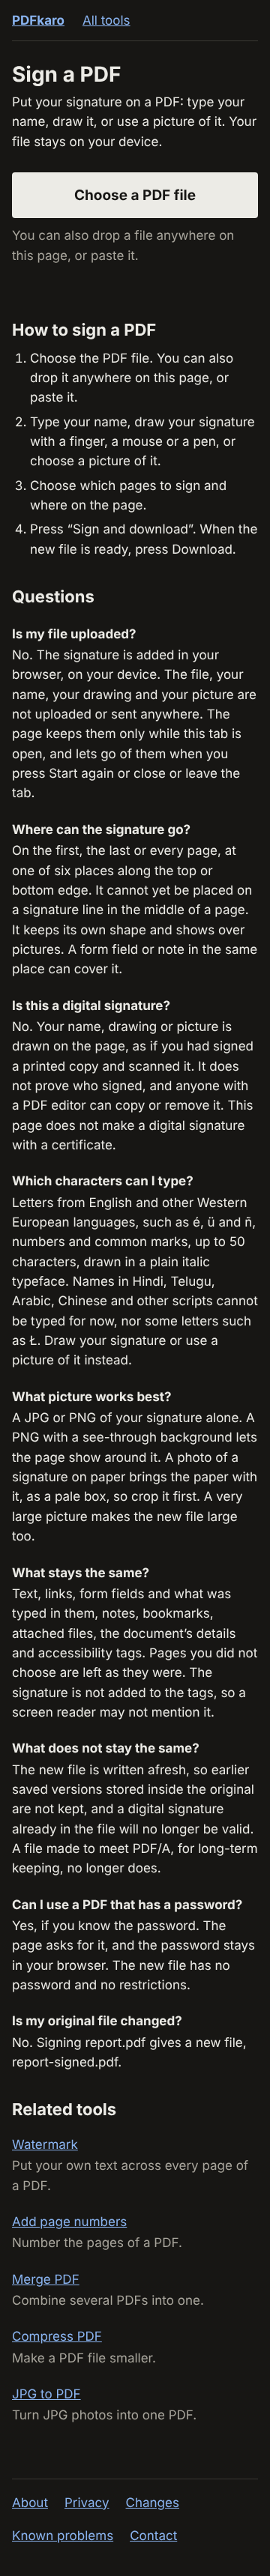 PDFkaro All tools
Sign a PDF
Put your signature on a PDF: type your
name, draw it, or use a picture of it. Your
file stays on your device.
Choose a PDF file
You can also drop a file anywhere on
this page, or paste it.
How to sign a PDF
1. Choose the PDF file. You can also
drop it anywhere on this page, or
paste it.
2. Type your name, draw your signature
with a finger, a mouse or a pen, or
choose a picture of it.
3. Choose which pages to sign and
where on the page.
4. Press “Sign and download”. When the
new file is ready, press Download.
Questions
Is my file uploaded?
No. The signature is added in your
browser, on your device. The file, your
name, your drawing and your picture are
not uploaded or sent anywhere. The
page keeps them only while this tab is
open, and lets go of them when you
press Start again or close or leave the
tab.
Where can the signature go?
On the first, the last or every page, at
one of six places along the top or
bottom edge. It cannot yet be placed on
a signature line in the middle of a page.
It keeps its own shape and shows over
pictures. A form field or note in the same
place can cover it.
Is this a digital signature?
No. Your name, drawing or picture is
drawn on the page, as if you had signed
a printed copy and scanned it. It does
not prove who signed, and anyone with
a PDF editor can copy or remove it. This
page does not make a digital signature
with a certificate.
Which characters can I type?
Letters from English and other Western
European languages, such as é, ü and ñ,
numbers and common marks, up to 50
characters, drawn in a plain italic
typeface. Names in Hindi, Telugu,
Arabic, Chinese and other scripts cannot
be typed for now, nor some letters such
as Ł. Draw your signature or use a
picture of it instead.
What picture works best?
A JPG or PNG of your signature alone. A
PNG with a see-through background lets
the page show around it. A photo of a
signature on paper brings the paper with
it, as a pale box, so crop it first. A very
large picture makes the new file large
too.
What stays the same?
Text, links, form fields and what was
typed in them, notes, bookmarks,
attached files, the document’s details
and accessibility tags. Pages you did not
choose are left as they were. The
signature is not added to the tags, so a
screen reader may not mention it.
What does not stay the same?
The new file is written afresh, so earlier
saved versions stored inside the original
are not kept, and a digital signature
already in the file will no longer be valid.
A file made to meet PDF/A, for long-term
keeping, no longer does.
Can I use a PDF that has a password?
Yes, if you know the password. The
page asks for it, and the password stays
in your browser. The new file has no
password and no restrictions.
Is my original file changed?
No. Signing report.pdf gives a new file,
report-signed.pdf.
Related tools
Watermark
Put your own text across every page of
a PDF.
Add page numbers
Number the pages of a PDF.
Merge PDF
Combine several PDFs into one.
Compress PDF
Make a PDF file smaller.
JPG to PDF
Turn JPG photos into one PDF.
About Privacy Changes
Known problems Contact